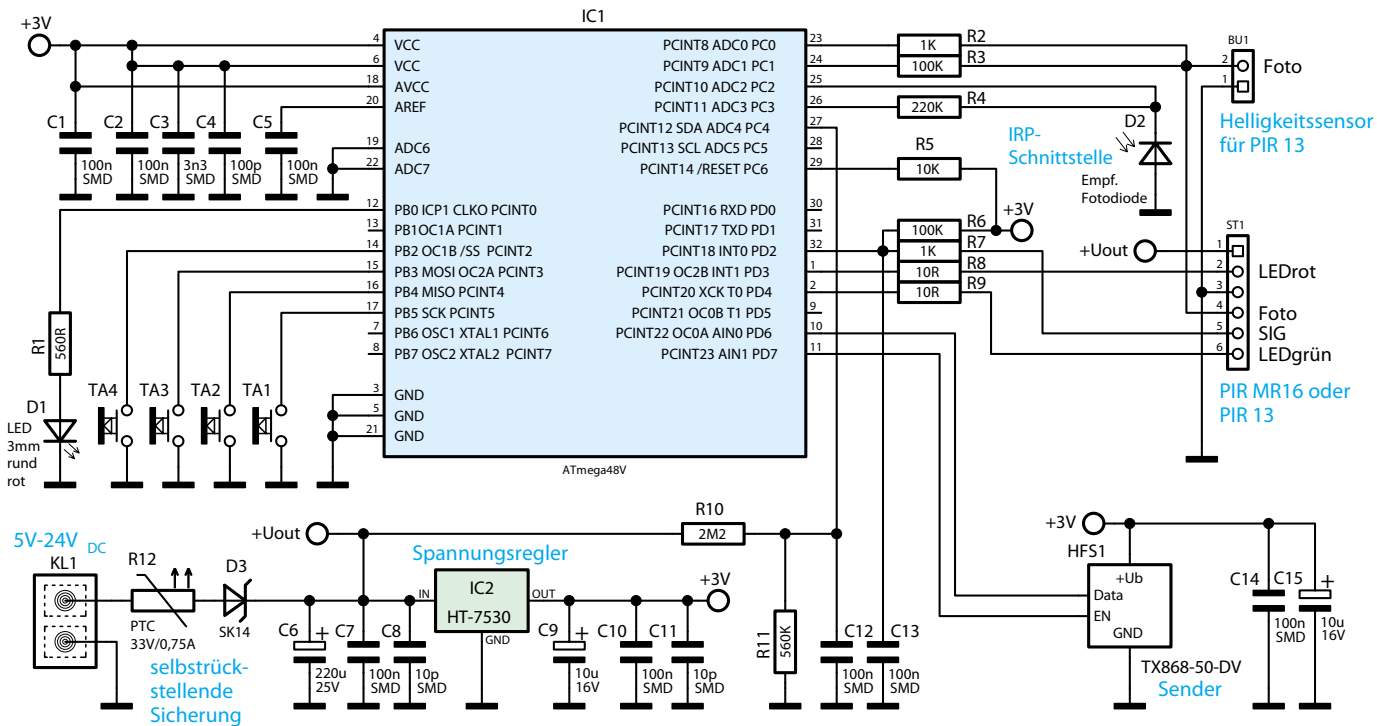 +3V
IC1
4 VCC
6 VCC
18 AVCC
20 AREF
19 ADC6
22 ADC7
12 PB0 ICP1 CLKO PCINT0
13 PB1OC1A PCINT1
14 PB2 OC1B /SS PCINT2
15 PB3 MOSI OC2A PCINT3
16 PB4 MISO PCINT4
17 PB5 SCK PCINT5
7 PB6 OSC1 XTAL1 PCINT6
8 PB7 OSC2 XTAL2 PCINT7
3 GND
5 GND
21 GND
PCINT8 ADC0 PC0 23
PCINT9 ADC1 PC1 24
PCINT10 ADC2 PC2 25
PCINT11 ADC3 PC3 26
PCINT12 SDA ADC4 PC4 27
PCINT13 SCL ADC5 PC5 28
PCINT14 /RESET PC6 29
PCINT16 RXD PD0 30
PCINT17 TXD PD1 31
PCINT18 INT0 PD2 32
PCINT19 OC2B INT1 PD3 1
PCINT20 XCK T0 PD4 2
PCINT21 OC0B T1 PD5 9
PCINT22 OC0A AIN0 PD6 10
PCINT23 AIN1 PD7 11
ATmega48V
C1
100n
SMD
C2
100n
SMD
C3
3n3
SMD
C4
100p
SMD
C5
100n
SMD
R1
560R
D1
LED
3mm
rund
rot
TA4
TA3
TA2
TA1
1K R2
100K R3
220K R4
R5
10K
100K R6
1K R7
10R R8
10R R9
+3V
IRP-
Schnittstelle
D2
Empf.
Fotodiode
BU1
2 Foto
1
Helligkeitssensor
für PIR 13
+Uout
ST1
1
2 LEDrot
3
4 Foto
5 SIG
6 LEDgrün
PIR MR16 oder
PIR 13
5V-24V DC
KL1
R12
PTC
33V/0,75A
selbstrück-
stellende
Sicherung
D3
SK14
+Uout
C6
+
220u
25V
C7
100n
SMD
C8
10p
SMD
Spannungsregler
IN
IC2
HT-7530
OUT
GND
C9
+
10u
16V
C10
100n
SMD
C11
10p
SMD
+3V
R10
2M2
R11
560K
C12
100n
SMD
C13
100n
SMD
+3V
HFS1
+Ub
Data
EN
GND
TX868-50-DV
Sender
C14
100n
SMD
C15
+
10u
16V